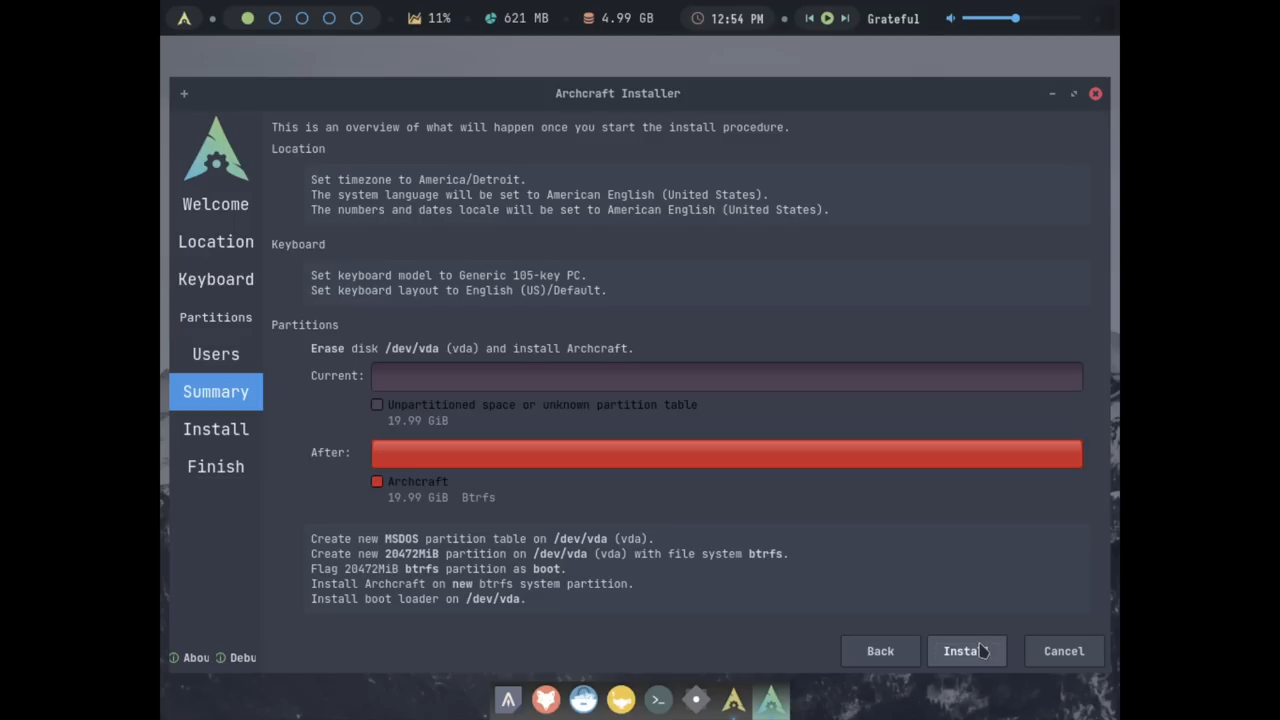 11% 621 MB 4.99 GB 12:54 PM Grateful
Archcraft Installer
This is an overview of what will happen once you start the install procedure.
Location
Set timezone to America/Detroit.
The system language will be set to American English (United States).
The numbers and dates locale will be set to American English (United States).
Keyboard
Set keyboard model to Generic 105-key PC.
Set keyboard layout to English (US)/Default.
Partitions
Erase disk /dev/vda (vda) and install Archcraft.
Current:
Unpartitioned space or unknown partition table
19.99 GiB
After:
Archcraft
19.99 GiB Btrfs
Create new MSDOS partition table on /dev/vda (vda).
Create new 20472MiB partition on /dev/vda (vda) with file system btrfs.
Flag 20472MiB btrfs partition as boot.
Install Archcraft on new btrfs system partition.
Install boot loader on /dev/vda.
Welcome
Location
Keyboard
Partitions
Users
Summary
Install
Finish
Abou Debu
Back Install Cancel